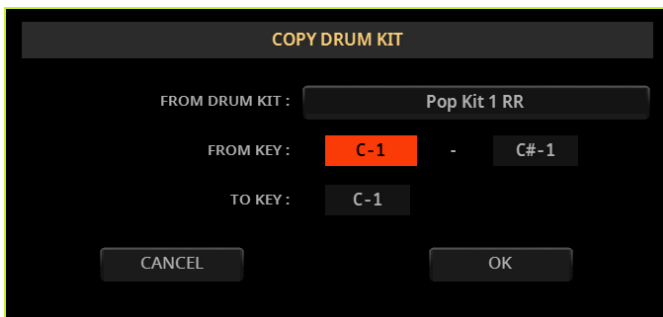 COPY DRUM KIT
FROM DRUM KIT : Pop Kit 1 RR
FROM KEY : C-1 - C#-1
TO KEY : C-1
CANCEL OK